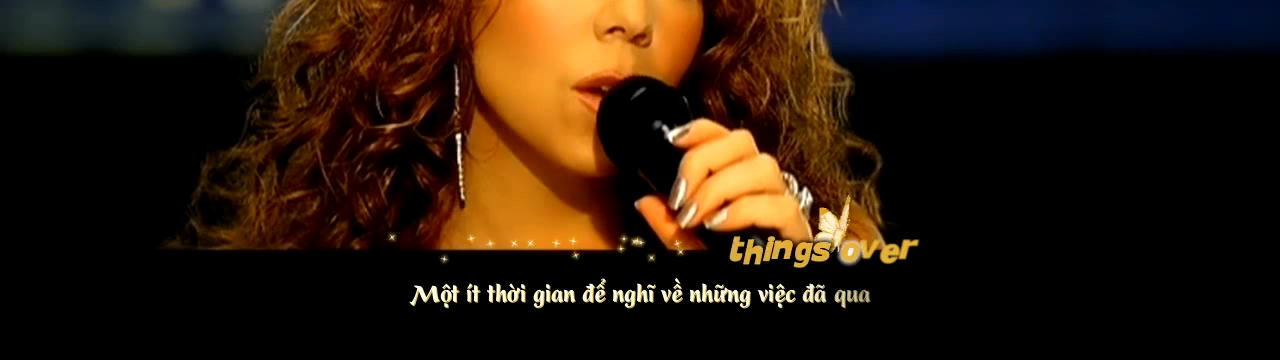 things over
Một ít thời gian để nghĩ về những việc đã qua